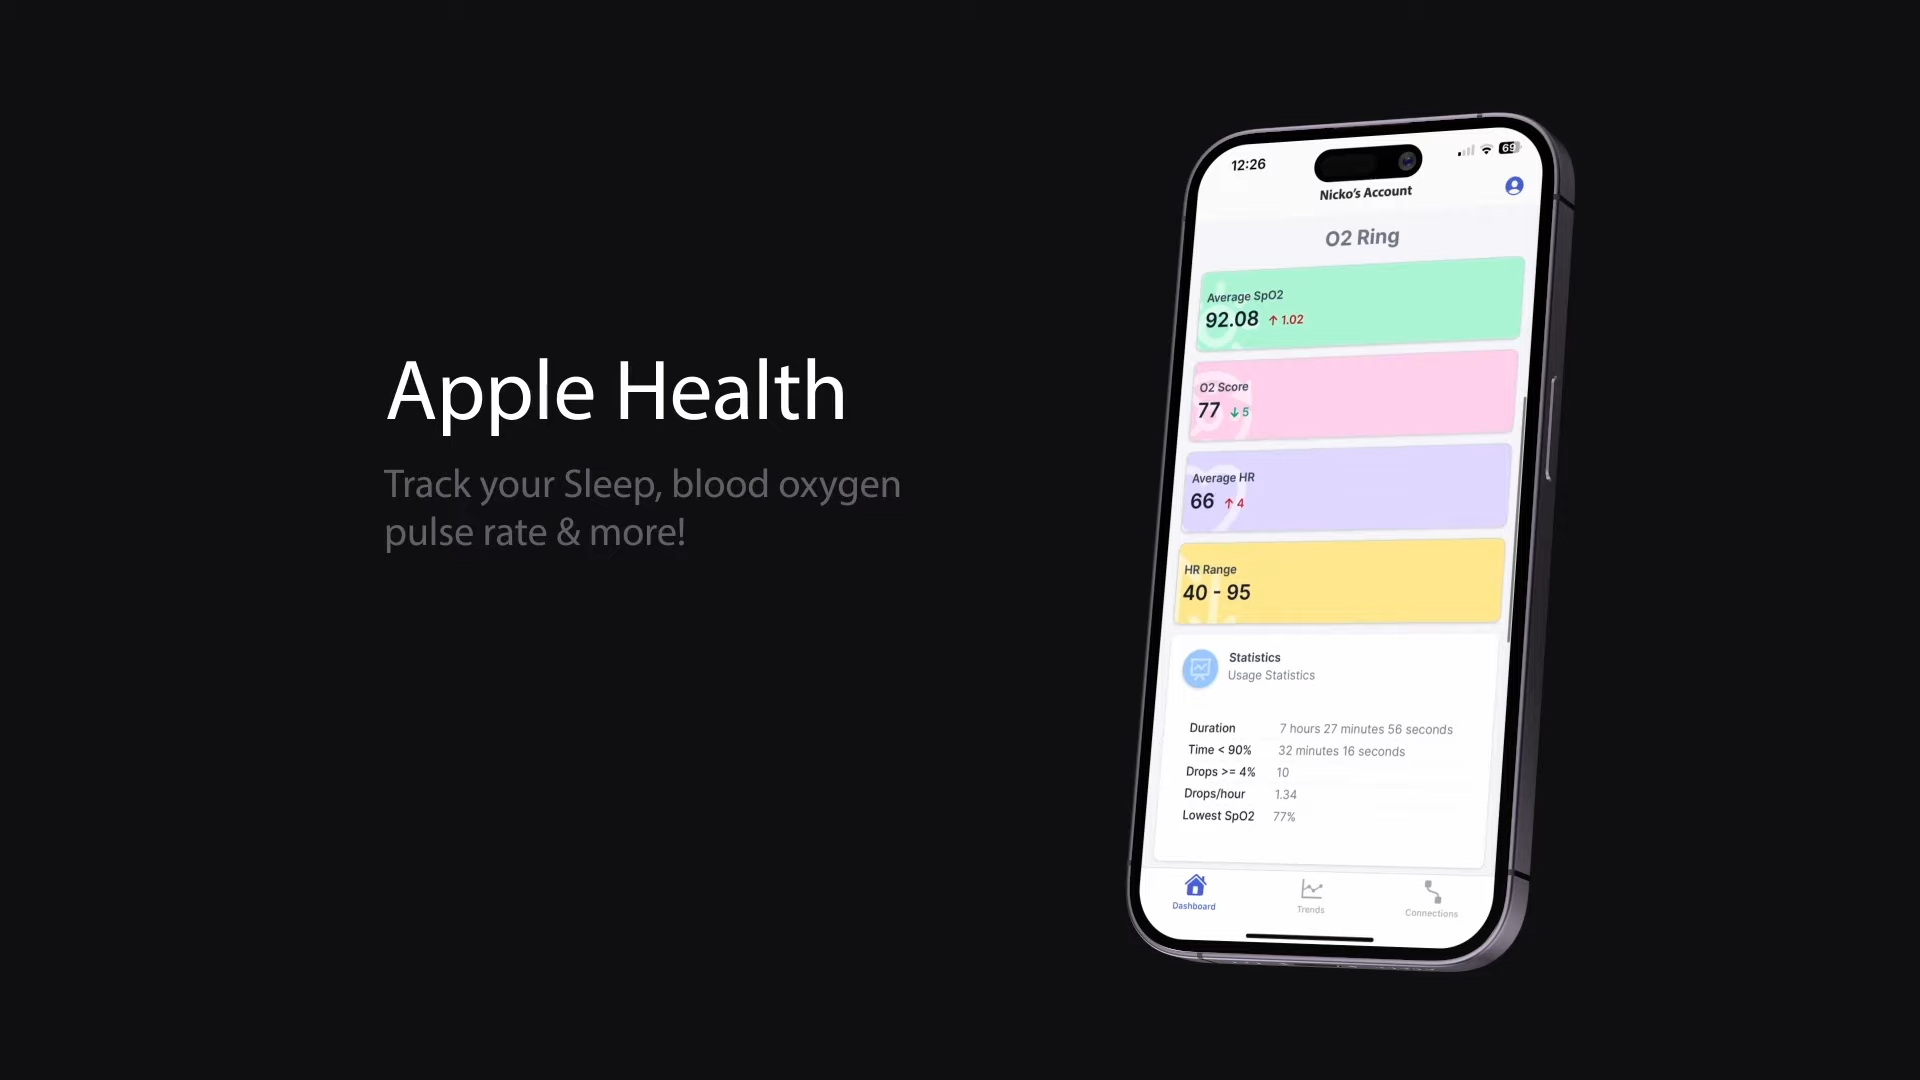 Apple Health
Track your Sleep, blood oxygen
pulse rate & more!
12:26
69
Nicko's Account
O2 Ring
Average SpO2
92.08 ↑ 1.02
O2 Score
77 ↓ 5
Average HR
66 ↑ 4
HR Range
40 - 95
Statistics
Usage Statistics
Duration 7 hours 27 minutes 56 seconds
Time < 90% 32 minutes 16 seconds
Drops >= 4% 10
Drops/hour 1.34
Lowest SpO2 77%
Dashboard Trends Connections